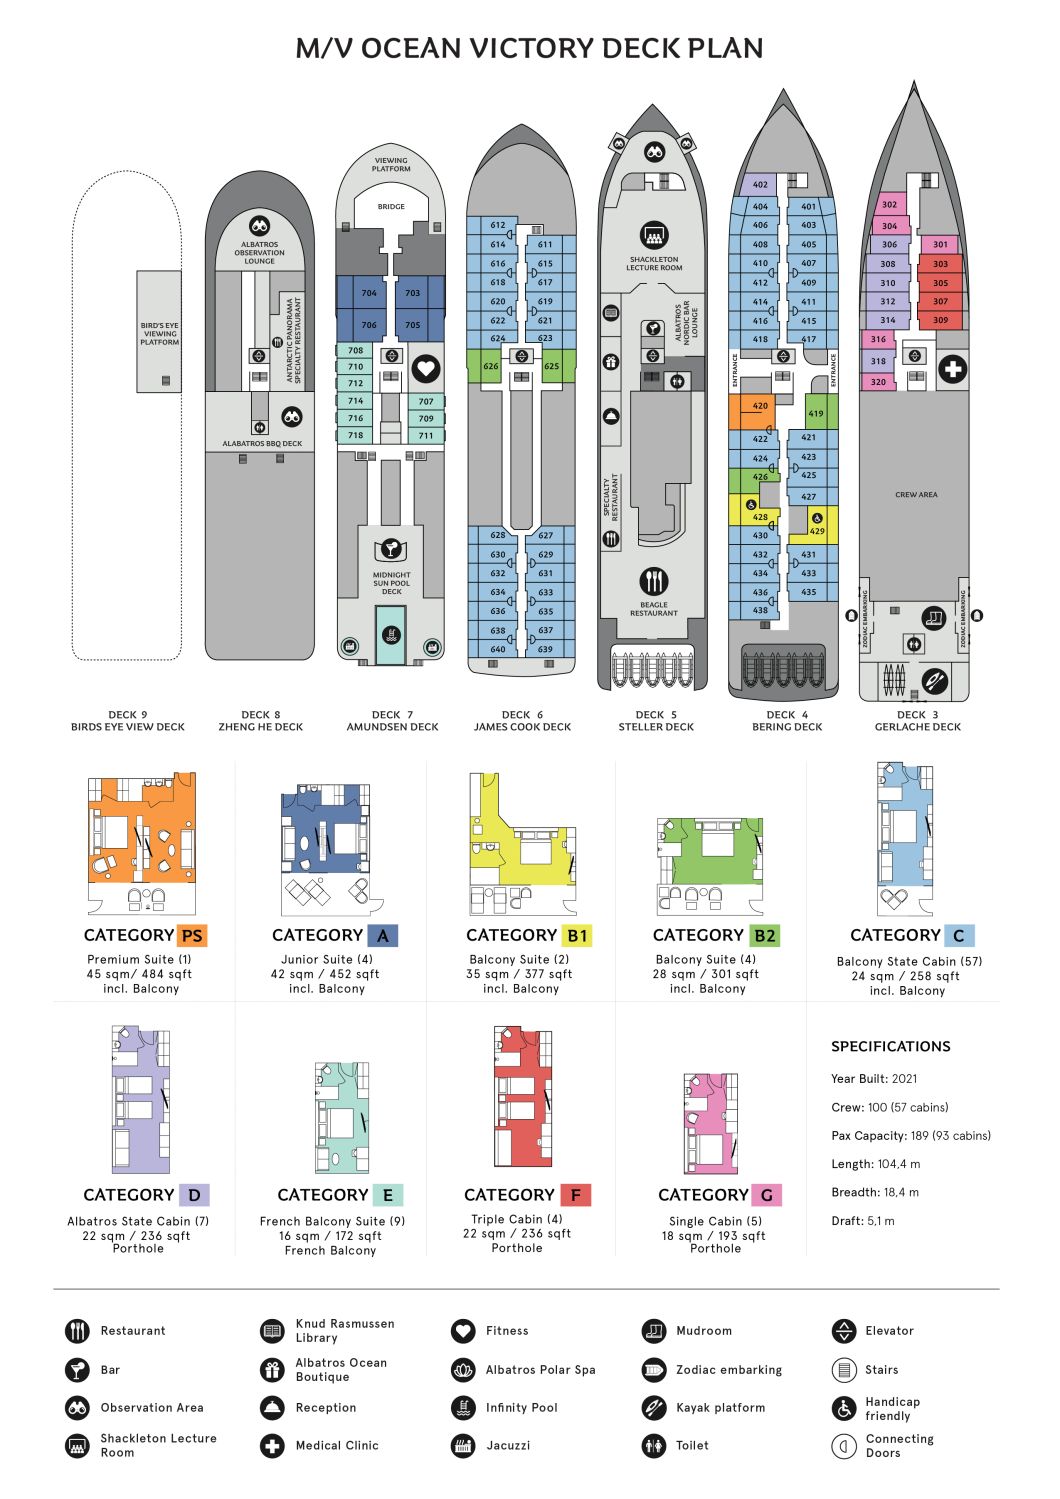 M/V OCEAN VICTORY DECK PLAN
BIRD'S EYE
VIEWING
PLATFORM
DECK 9
BIRDS EYE VIEW DECK
ALBATROS
OBSERVATION
LOUNGE
ANTARCTIC PANORAMA
SPECIALTY RESTAURANT
ALABATROS BBQ DECK
DECK 8
ZHENG HE DECK
VIEWING
PLATFORM
BRIDGE
704 703
706 705
708
710
712
714 707
716 709
718 711
MIDNIGHT
SUN POOL
DECK
DECK 7
AMUNDSEN DECK
612
614 611
616 615
618 617
620 619
622 621
624 623
626 625
628 627
630 629
632 631
634 633
636 635
638 637
640 639
DECK 6
JAMES COOK DECK
SHACKLETON
LECTURE ROOM
ALBATROS
NORDIC BAR
LOUNGE
SPECIALTY
RESTAURANT
BEAGLE
RESTAURANT
DECK 5
STELLER DECK
402
404 401
406 403
408 405
410 407
412 409
414 411
416 415
418 417
ENTRANCE
ENTRANCE
420 419
422 421
424 423
426 425
427
428
429
430
432 431
434 433
436 435
438
DECK 4
BERING DECK
302
304
306 301
308 303
310 305
312 307
314 309
316
318
320
CREW AREA
ZODIAC EMBARKING
ZODIAC EMBARKING
DECK 3
GERLACHE DECK
CATEGORY PS
Premium Suite (1)
45 sqm/ 484 sqft
incl. Balcony
CATEGORY A
Junior Suite (4)
42 sqm / 452 sqft
incl. Balcony
CATEGORY B1
Balcony Suite (2)
35 sqm / 377 sqft
incl. Balcony
CATEGORY B2
Balcony Suite (4)
28 sqm / 301 sqft
incl. Balcony
CATEGORY C
Balcony State Cabin (57)
24 sqm / 258 sqft
incl. Balcony
CATEGORY D
Albatros State Cabin (7)
22 sqm / 236 sqft
Porthole
CATEGORY E
French Balcony Suite (9)
16 sqm / 172 sqft
French Balcony
CATEGORY F
Triple Cabin (4)
22 sqm / 236 sqft
Porthole
CATEGORY G
Single Cabin (5)
18 sqm / 193 sqft
Porthole
SPECIFICATIONS
Year Built: 2021
Crew: 100 (57 cabins)
Pax Capacity: 189 (93 cabins)
Length: 104,4 m
Breadth: 18,4 m
Draft: 5,1 m
Restaurant
Bar
Observation Area
Shackleton Lecture
Room
Knud Rasmussen
Library
Albatros Ocean
Boutique
Reception
Medical Clinic
Fitness
Albatros Polar Spa
Infinity Pool
Jacuzzi
Mudroom
Zodiac embarking
Kayak platform
Toilet
Elevator
Stairs
Handicap
friendly
Connecting
Doors